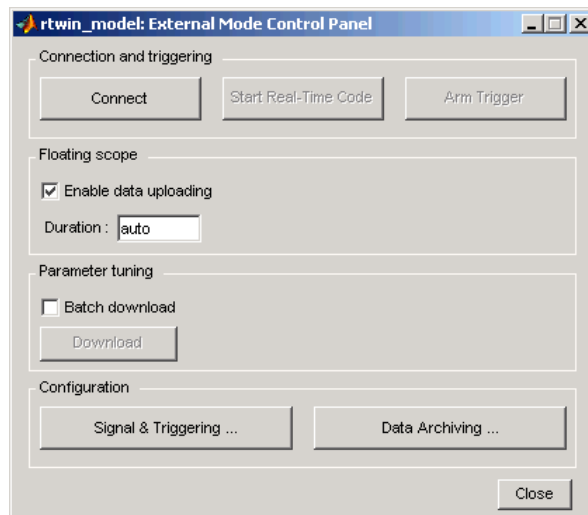 rtwin_model: External Mode Control Panel
Connection and triggering
Connect Start Real-Time Code Arm Trigger
Floating scope
Enable data uploading
Duration : auto
Parameter tuning
Batch download
Download
Configuration
Signal & Triggering ... Data Archiving ...
Close